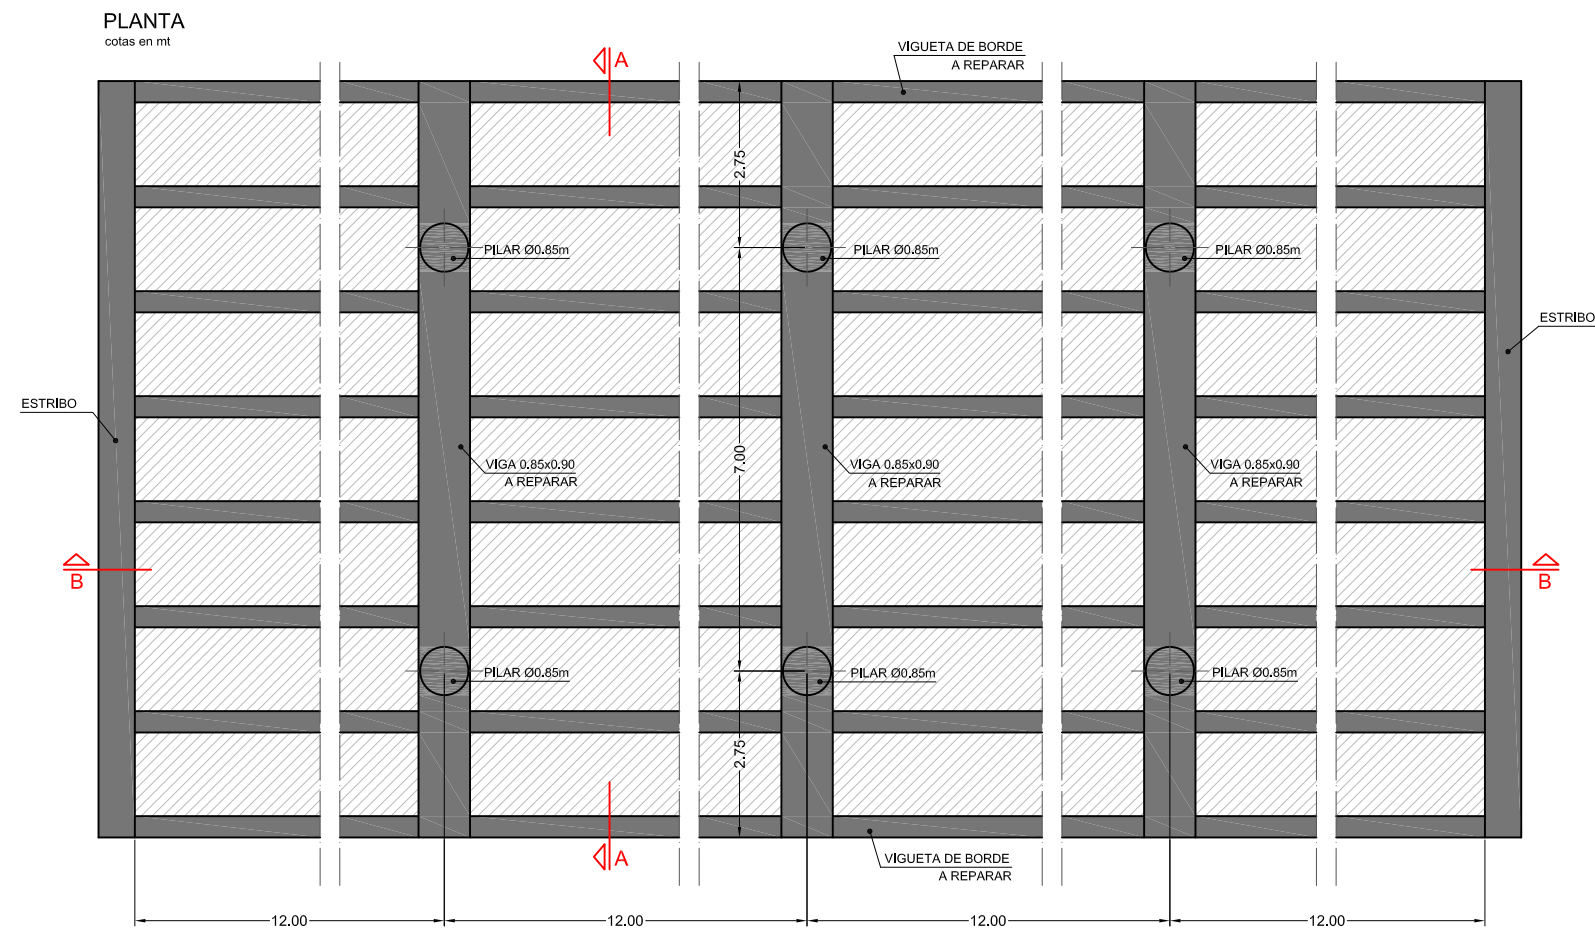 PLANTA
cotas en mt
A
VIGUETA DE BORDE
A REPARAR
2.75
PILAR Ø0.85m
PILAR Ø0.85m
PILAR Ø0.85m
ESTRIBO
ESTRIBO
7.00
VIGA 0.85x0.90
A REPARAR
VIGA 0.85x0.90
A REPARAR
VIGA 0.85x0.90
A REPARAR
B
B
PILAR Ø0.85m
PILAR Ø0.85m
PILAR Ø0.85m
2.75
A
VIGUETA DE BORDE
A REPARAR
12.00
12.00
12.00
12.00